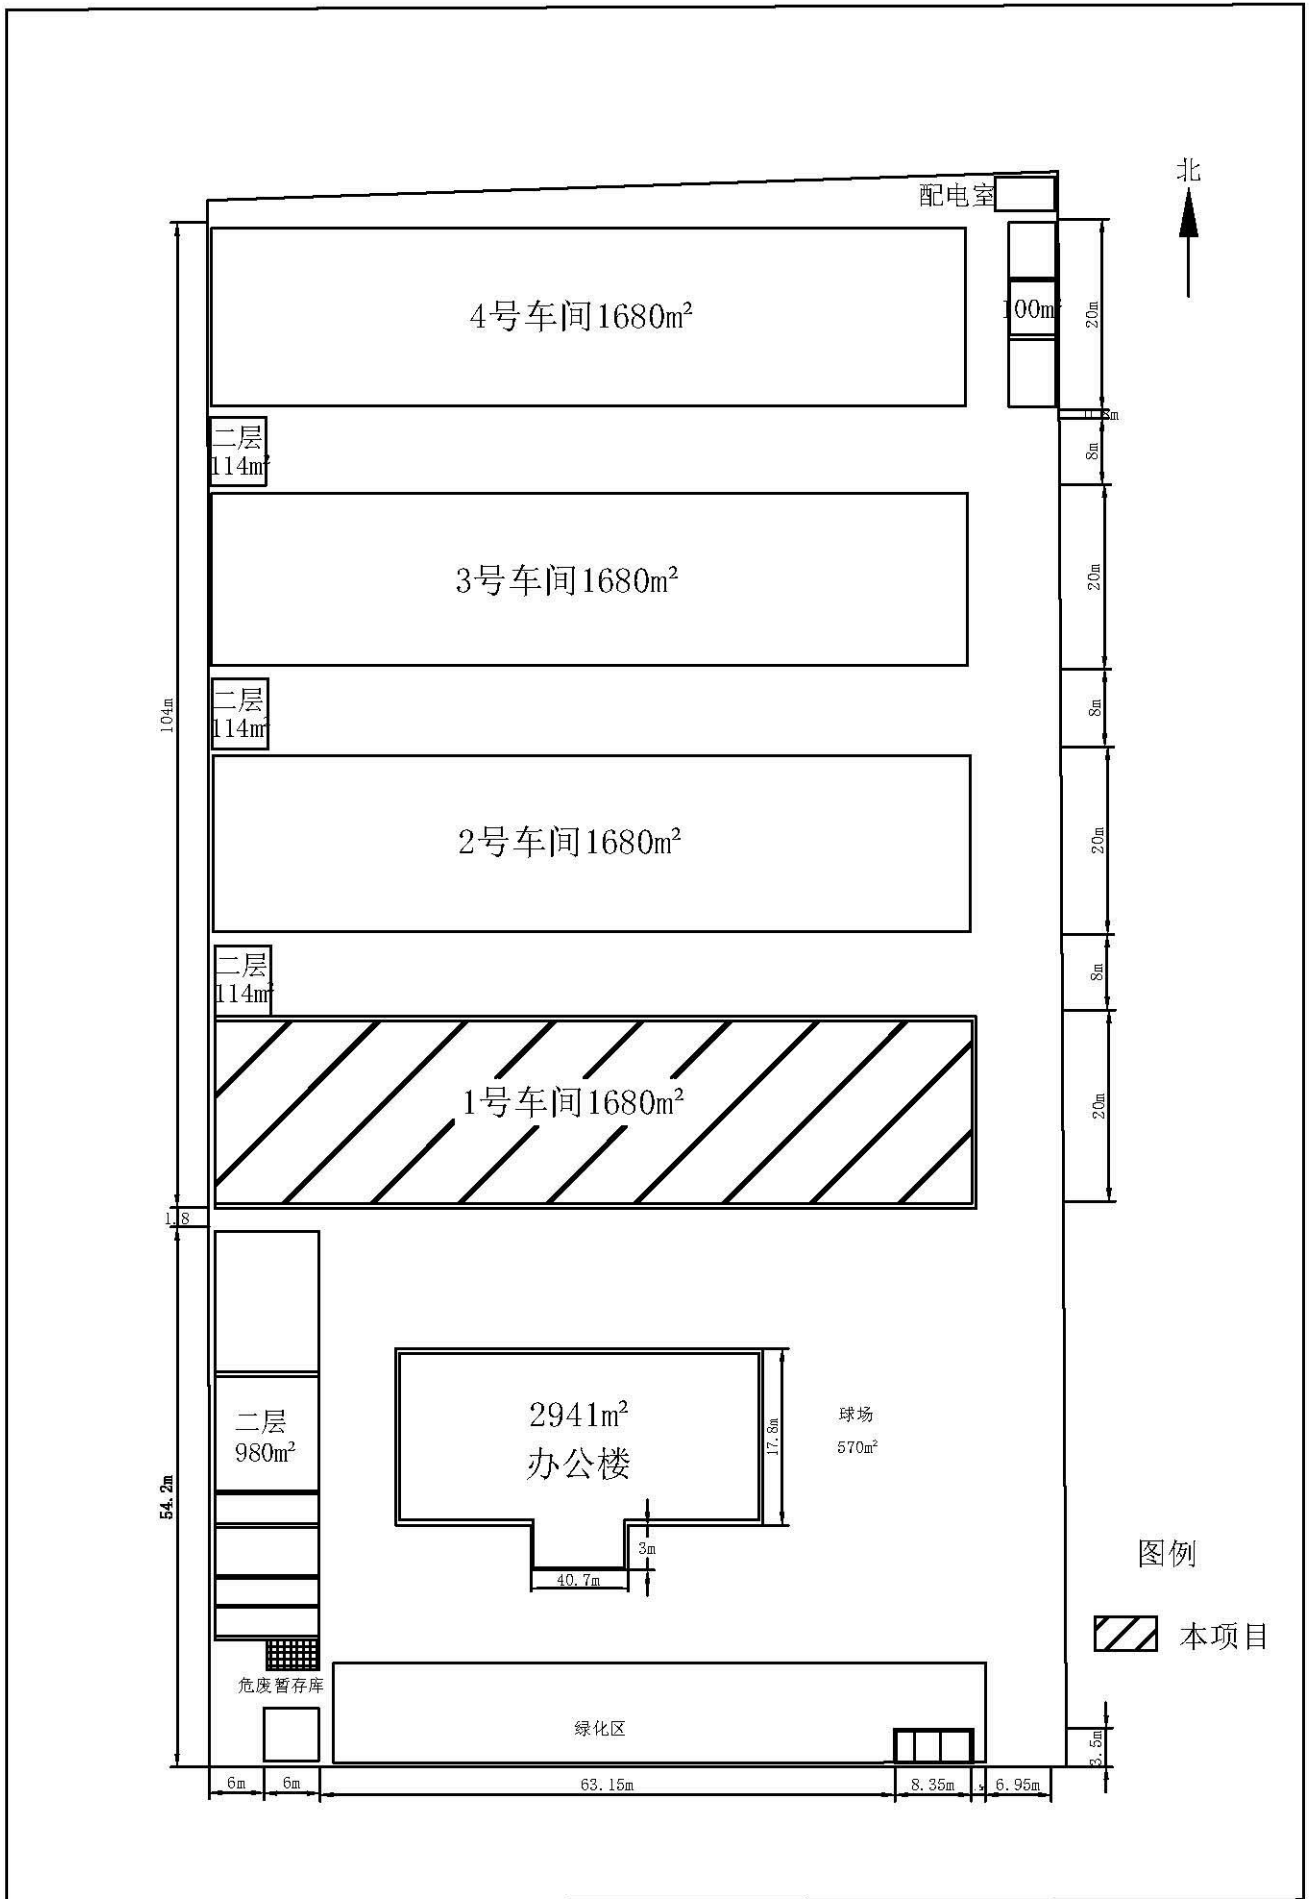 北
配电室
4号车间1680m²
100m²
20m
二层
114m²
8m
3号车间1680m²
20m
104m
二层
114m²
8m
2号车间1680m²
20m
二层
114m²
8m
1号车间1680m²
20m
1.8
二层
980m²
54.2m
2941m²
办公楼
17.8m
球场
570m²
3m
40.7m
图例
本项目
危废暂存库
绿化区
3.5m
6m
6m
63.15m
8.35m
6.95m